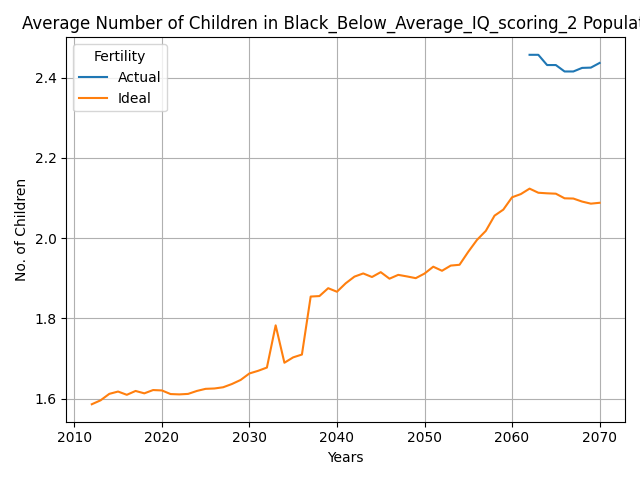 Average Number of Children in Black_Below_Average_IQ_scoring_2 Populat
Fertility
Actual
Ideal
2.4
2.2
2.0
1.8
1.6
No. of Children
2010 2020 2030 2040 2050 2060 2070
Years